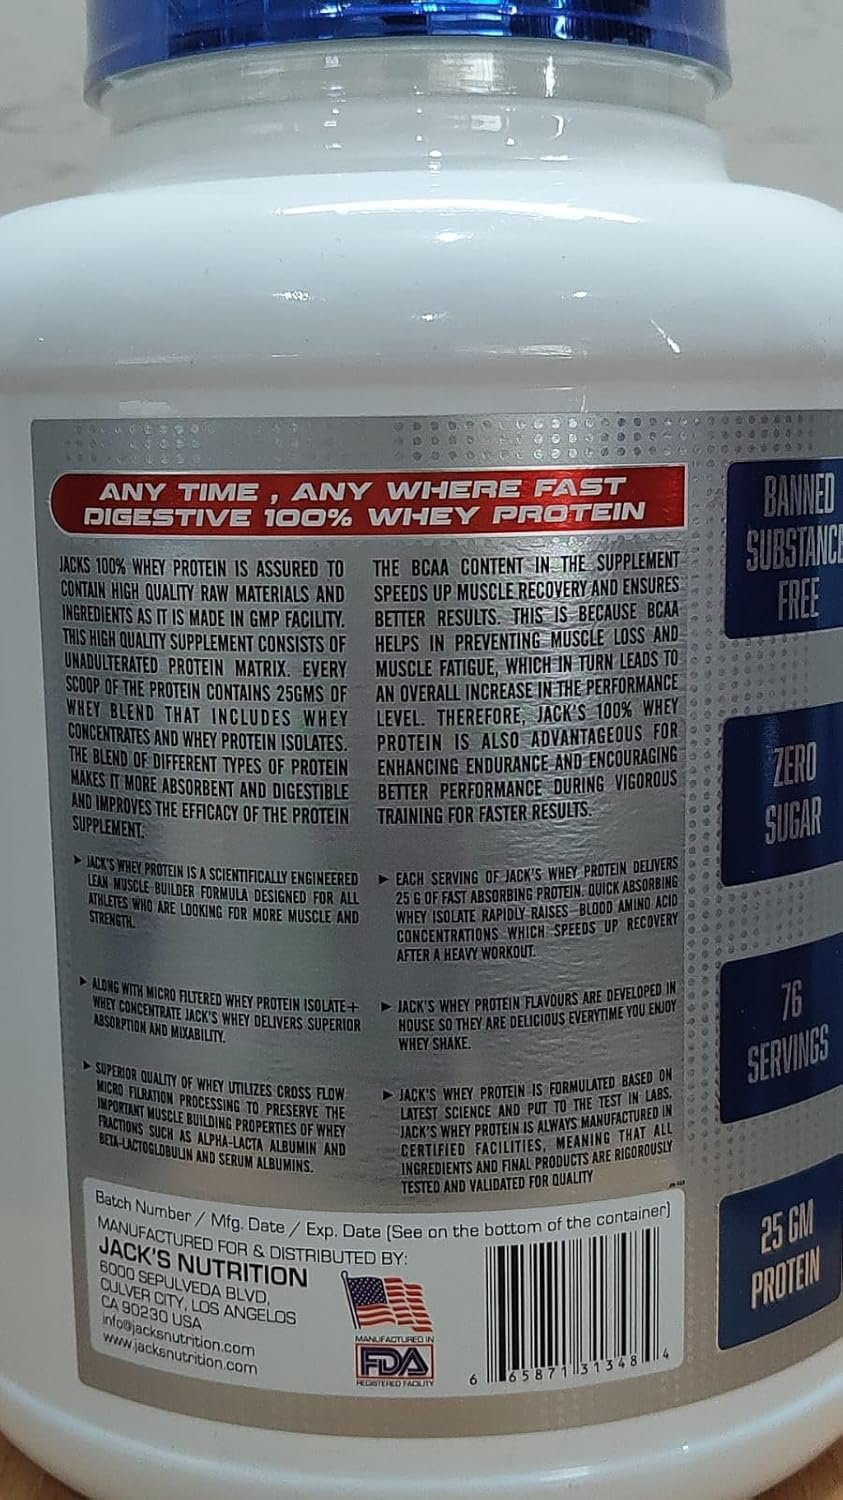 ANY TIME , ANY WHERE FAST
DIGESTIVE 100% WHEY PROTEIN
JACKS 100% WHEY PROTEIN IS ASSURED TO
CONTAIN HIGH QUALITY RAW MATERIALS AND
INGREDIENTS AS IT IS MADE IN GMP FACILITY.
THIS HIGH QUALITY SUPPLEMENT CONSISTS OF
UNADULTERATED PROTEIN MATRIX. EVERY
SCOOP OF THE PROTEIN CONTAINS 25GMS OF
WHEY BLEND THAT INCLUDES WHEY
CONCENTRATES AND WHEY PROTEIN ISOLATES.
THE BLEND OF DIFFERENT TYPES OF PROTEIN
MAKES IT MORE ABSORBENT AND DIGESTIBLE
AND IMPROVES THE EFFICACY OF THE PROTEIN
SUPPLEMENT.
THE BCAA CONTENT IN THE SUPPLEMENT
SPEEDS UP MUSCLE RECOVERY AND ENSURES
BETTER RESULTS. THIS IS BECAUSE BCAA
HELPS IN PREVENTING MUSCLE LOSS AND
MUSCLE FATIGUE, WHICH IN TURN LEADS TO
AN OVERALL INCREASE IN THE PERFORMANCE
LEVEL. THEREFORE, JACK'S 100% WHEY
PROTEIN IS ALSO ADVANTAGEOUS FOR
ENHANCING ENDURANCE AND ENCOURAGING
BETTER PERFORMANCE DURING VIGOROUS
TRAINING FOR FASTER RESULTS.
JACK'S WHEY PROTEIN IS A SCIENTIFICALLY ENGINEERED
LEAN MUSCLE BUILDER FORMULA DESIGNED FOR ALL
ATHLETES WHO ARE LOOKING FOR MORE MUSCLE AND
STRENGTH.
ALONG WITH MICRO FILTERED WHEY PROTEIN ISOLATE+
WHEY CONCENTRATE JACK'S WHEY DELIVERS SUPERIOR
ABSORPTION AND MIXABILITY.
SUPERIOR QUALITY OF WHEY UTILIZES CROSS FLOW
MICRO FILRATION PROCESSING TO PRESERVE THE
IMPORTANT MUSCLE BUILDING PROPERTIES OF WHEY
FRACTIONS SUCH AS ALPHA-LACTA ALBUMIN AND
BETA-LACTOGLOBULIN AND SERUM ALBUMINS.
EACH SERVING OF JACK'S WHEY PROTEIN DELIVERS
25 G OF FAST ABSORBING PROTEIN. QUICK ABSORBING
WHEY ISOLATE RAPIDLY RAISES BLOOD AMINO ACID
CONCENTRATIONS WHICH SPEEDS UP RECOVERY
AFTER A HEAVY WORKOUT.
JACK'S WHEY PROTEIN FLAVOURS ARE DEVELOPED IN
HOUSE SO THEY ARE DELICIOUS EVERYTIME YOU ENJOY
WHEY SHAKE.
JACK'S WHEY PROTEIN IS FORMULATED BASED ON
LATEST SCIENCE AND PUT TO THE TEST IN LABS.
JACK'S WHEY PROTEIN IS ALWAYS MANUFACTURED IN
CERTIFIED FACILITIES, MEANING THAT ALL
INGREDIENTS AND FINAL PRODUCTS ARE RIGOROUSLY
TESTED AND VALIDATED FOR QUALITY
Batch Number / Mfg. Date / Exp. Date (See on the bottom of the container)
MANUFACTURED FOR & DISTRIBUTED BY:
JACK'S NUTRITION
6000 SEPULVEDA BLVD,
CULVER CITY, LOS ANGELOS
CA 90230 USA
info@jacksnutrition.com
www.jacksnutrition.com
MANUFACTURED IN
FDA
REGISTERED FACILITY
6 65871 31348 4
BANNED
SUBSTANCE
FREE
ZERO
SUGAR
76
SERVINGS
25 GM
PROTEIN